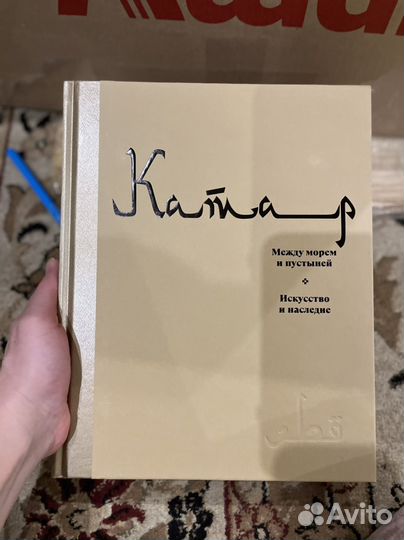 Катар
Между морем
и пустыней
Искусство
и наследие
قطر
Avito